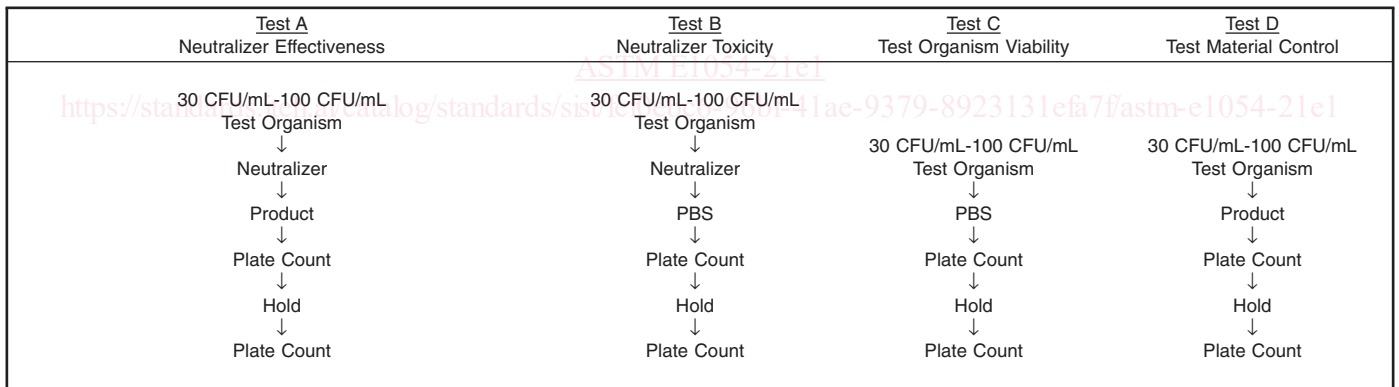 Test A Test B Test C Test D
Neutralizer Effectiveness Neutralizer Toxicity Test Organism Viability Test Material Control
ASTM E1054-21e1
30 CFU/mL-100 CFU/mL 30 CFU/mL-100 CFU/mL
Test Organism Test Organism
↓ ↓ 30 CFU/mL-100 CFU/mL 30 CFU/mL-100 CFU/mL
Neutralizer Neutralizer Test Organism Test Organism
↓ ↓ ↓ ↓
Product PBS PBS Product
↓ ↓ ↓ ↓
Plate Count Plate Count Plate Count Plate Count
↓ ↓ ↓ ↓
Hold Hold Hold Hold
↓ ↓ ↓ ↓
Plate Count Plate Count Plate Count Plate Count